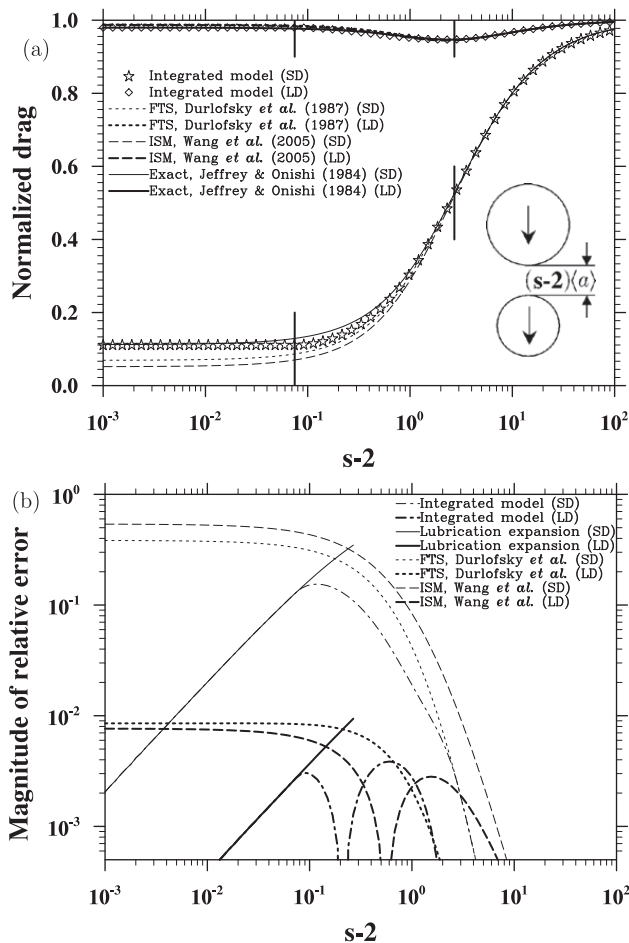 (a)
1.0
0.8
0.6
0.4
0.2
0.0
Normalized drag
Integrated model (SD)
Integrated model (LD)
FTS, Durlofsky et al. (1987) (SD)
FTS, Durlofsky et al. (1987) (LD)
ISM, Wang et al. (2005) (SD)
ISM, Wang et al. (2005) (LD)
Exact, Jeffrey & Onishi (1984) (SD)
Exact, Jeffrey & Onishi (1984) (LD)
(s-2)⟨a⟩
10⁻³ 10⁻² 10⁻¹ 10⁰ 10¹ 10²
s-2
(b)
10⁰
10⁻¹
10⁻²
10⁻³
Magnitude of relative error
Integrated model (SD)
Integrated model (LD)
Lubrication expansion (SD)
Lubrication expansion (LD)
FTS, Durlofsky et al. (SD)
FTS, Durlofsky et al. (LD)
ISM, Wang et al. (SD)
ISM, Wang et al. (LD)
10⁻³ 10⁻² 10⁻¹ 10⁰ 10¹ 10²
s-2